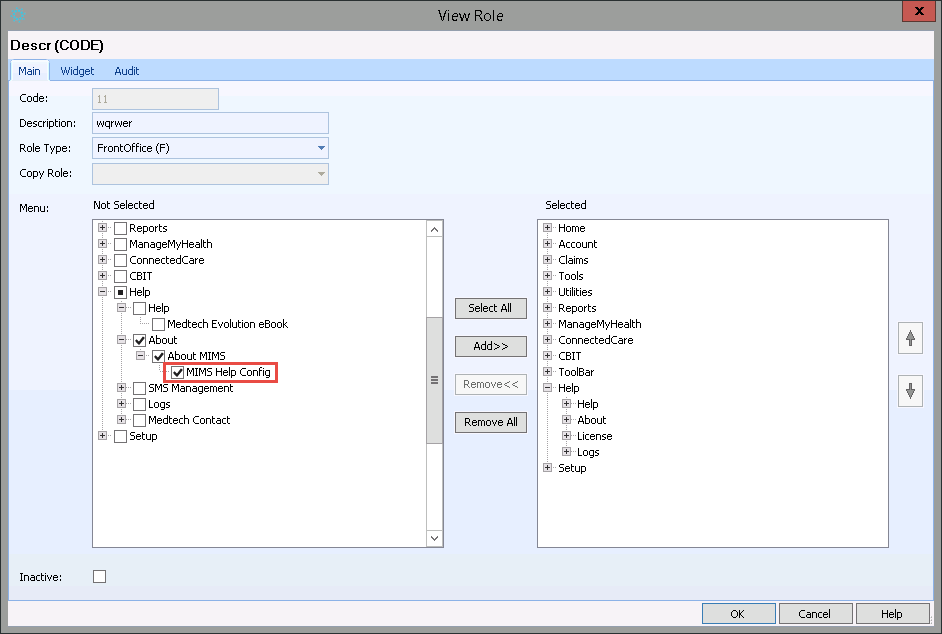 View Role
Descr (CODE)
Main Widget Audit
Code: 11
Description: wqrwer
Role Type: FrontOffice (F)
Copy Role:
Menu:
Not Selected
Reports
ManageMyHealth
ConnectedCare
CBIT
Help
Help
Medtech Evolution eBook
About
About MIMS
MIMS Help Config
SMS Management
Logs
Medtech Contact
Setup
Select All
Add>>
Remove<<
Remove All
Selected
Home
Account
Claims
Tools
Utilities
Reports
ManageMyHealth
ConnectedCare
CBIT
ToolBar
Help
Help
About
License
Logs
Setup
Inactive:
OK Cancel Help